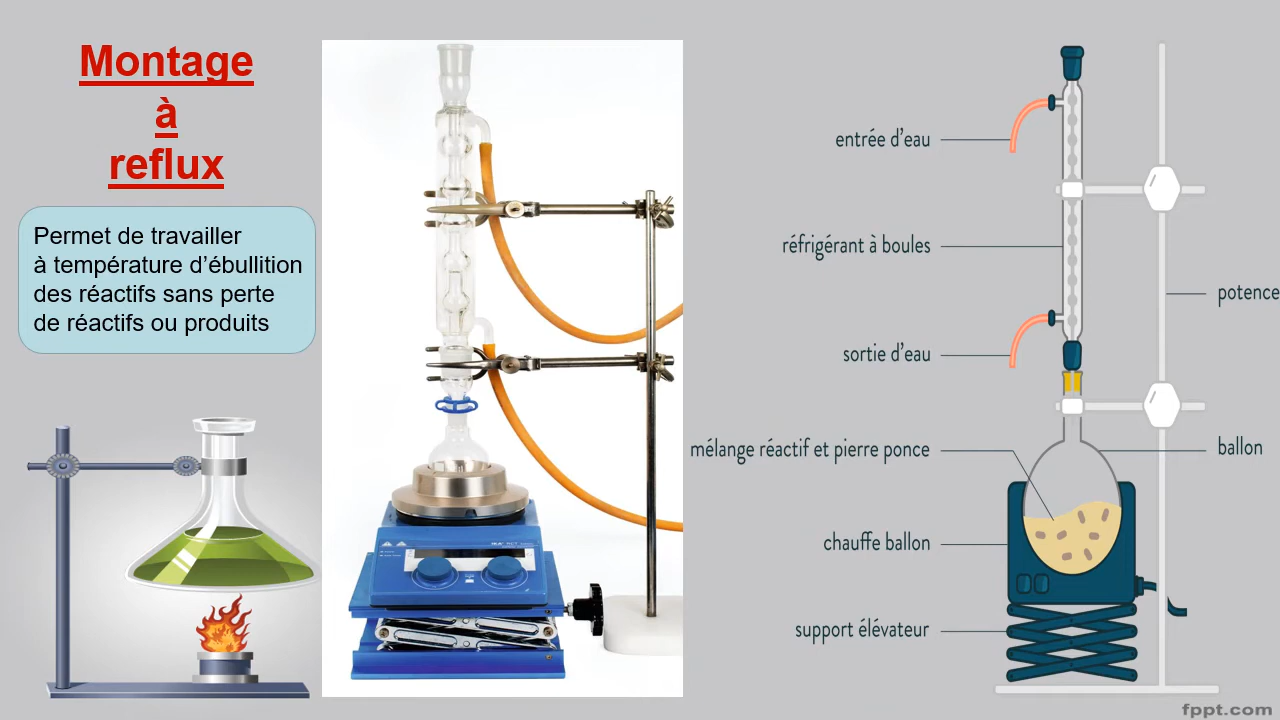 Montage
à
reflux
Permet de travailler
à température d’ébullition
des réactifs sans perte
de réactifs ou produits
entrée d’eau
réfrigérant à boules
potence
sortie d’eau
mélange réactif et pierre ponce
ballon
chauffe ballon
support élévateur
fppt.com